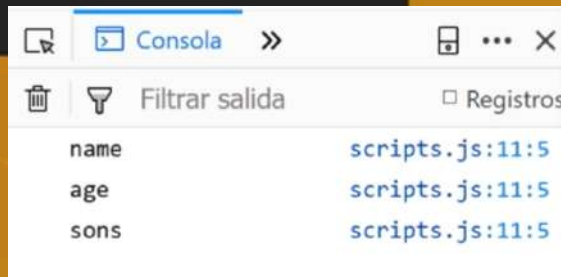 Consola
Filtrar salida Registros
name scripts.js:11:5
age scripts.js:11:5
sons scripts.js:11:5